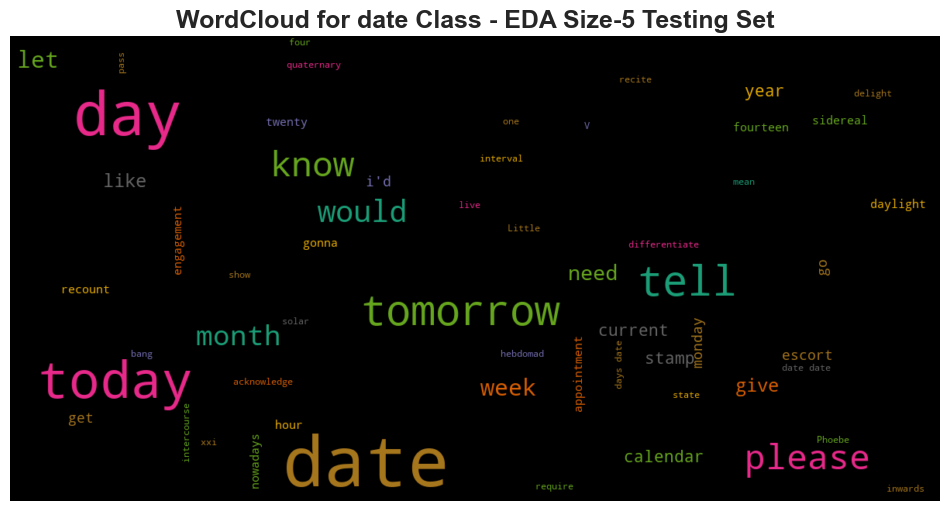 WordCloud for date Class - EDA Size-5 Testing Set
four
let
pass
quaternary
recite
day
year
delight
twenty
one
V
fourteen
sidereal
know
interval
like
i'd
mean
live
would
daylight
engagement
Little
gonna
differentiate
show
need
tell
go
recount
tomorrow
solar
month
current
monday
bang
hebdomad
appointment
days date
stamp
escort
date date
today
acknowledge
week
give
state
get
intercourse
xxi
hour
nowadays
date
calendar
Phoebe
please
require
inwards